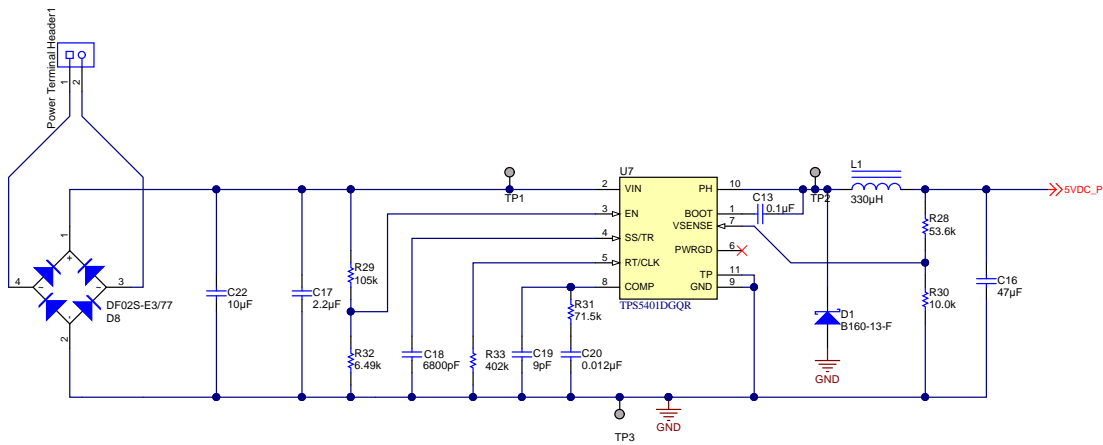 Power Terminal Header1
1
2
1
4
3
2
+
~
~
-
DF02S-E3/77
D8
C22
10µF
C17
2.2µF
R29
105k
R32
6.49k
TP1
C18
6800pF
R33
402k
C19
9pF
R31
71.5k
C20
0.012µF
U7
2
VIN
PH
10
3
EN
BOOT
1
4
SS/TR
VSENSE
7
5
RT/CLK
PWRGD
6
TP
11
8
COMP
GND
9
TPS5401DGQR
C13
0.1µF
TP2
L1
330µH
5VDC_P
R28
53.6k
R30
10.0k
C16
47µF
D1
B160-13-F
GND
GND
TP3